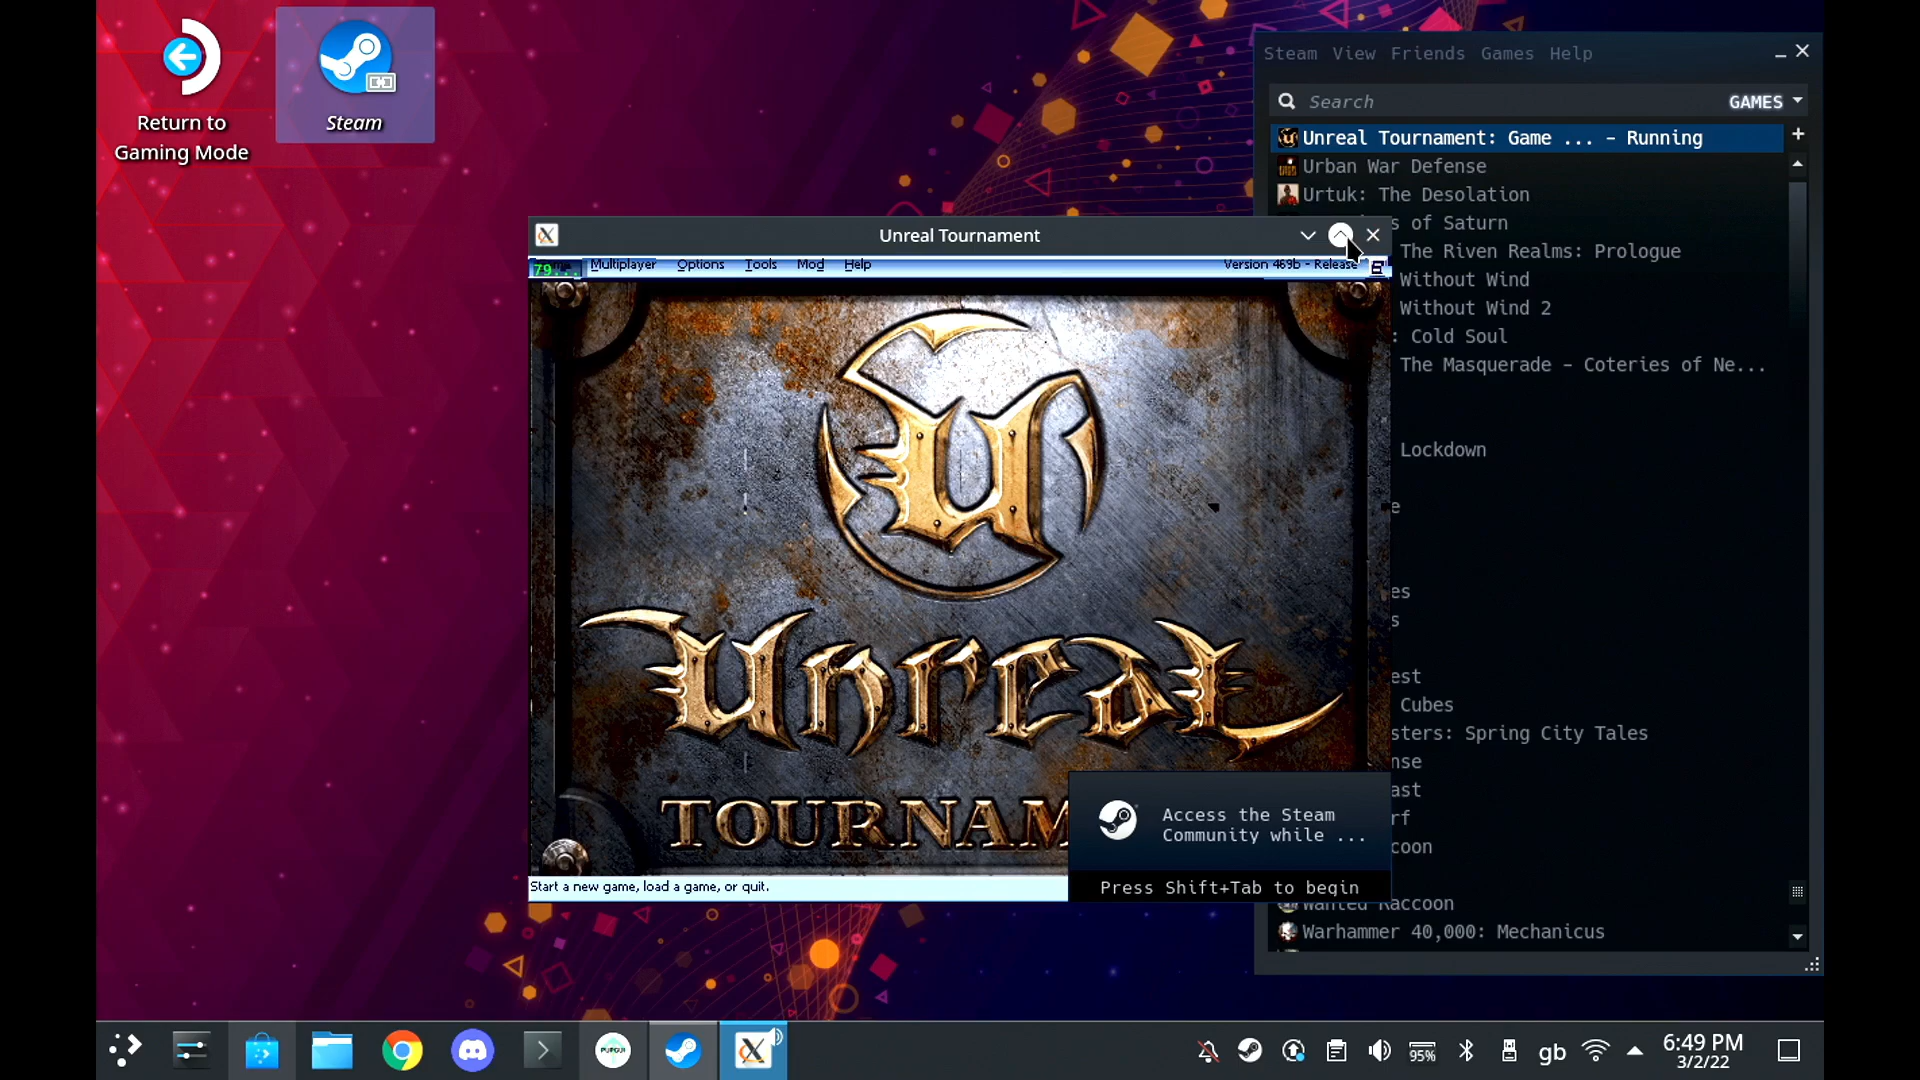 Return to
Gaming Mode
Steam
Steam View Friends Games Help
Search
GAMES
Unreal Tournament: Game ... - Running
Urban War Defense
Urtuk: The Desolation
s of Saturn
The Riven Realms: Prologue
Without Wind
Without Wind 2
: Cold Soul
The Masquerade - Coteries of Ne...
Lockdown
e
es
s
est
Cubes
sters: Spring City Tales
nse
ast
rf
coon
Wanted Raccoon
Warhammer 40,000: Mechanicus
Unreal Tournament
79...
Multiplayer Options Tools Mod Help
Version 469b - Release
U
Unreal
TOURNAM
Access the Steam
Community while ...
Press Shift+Tab to begin
Start a new game, load a game, or quit.
PUPGUI
95%
gb
6:49 PM
3/2/22